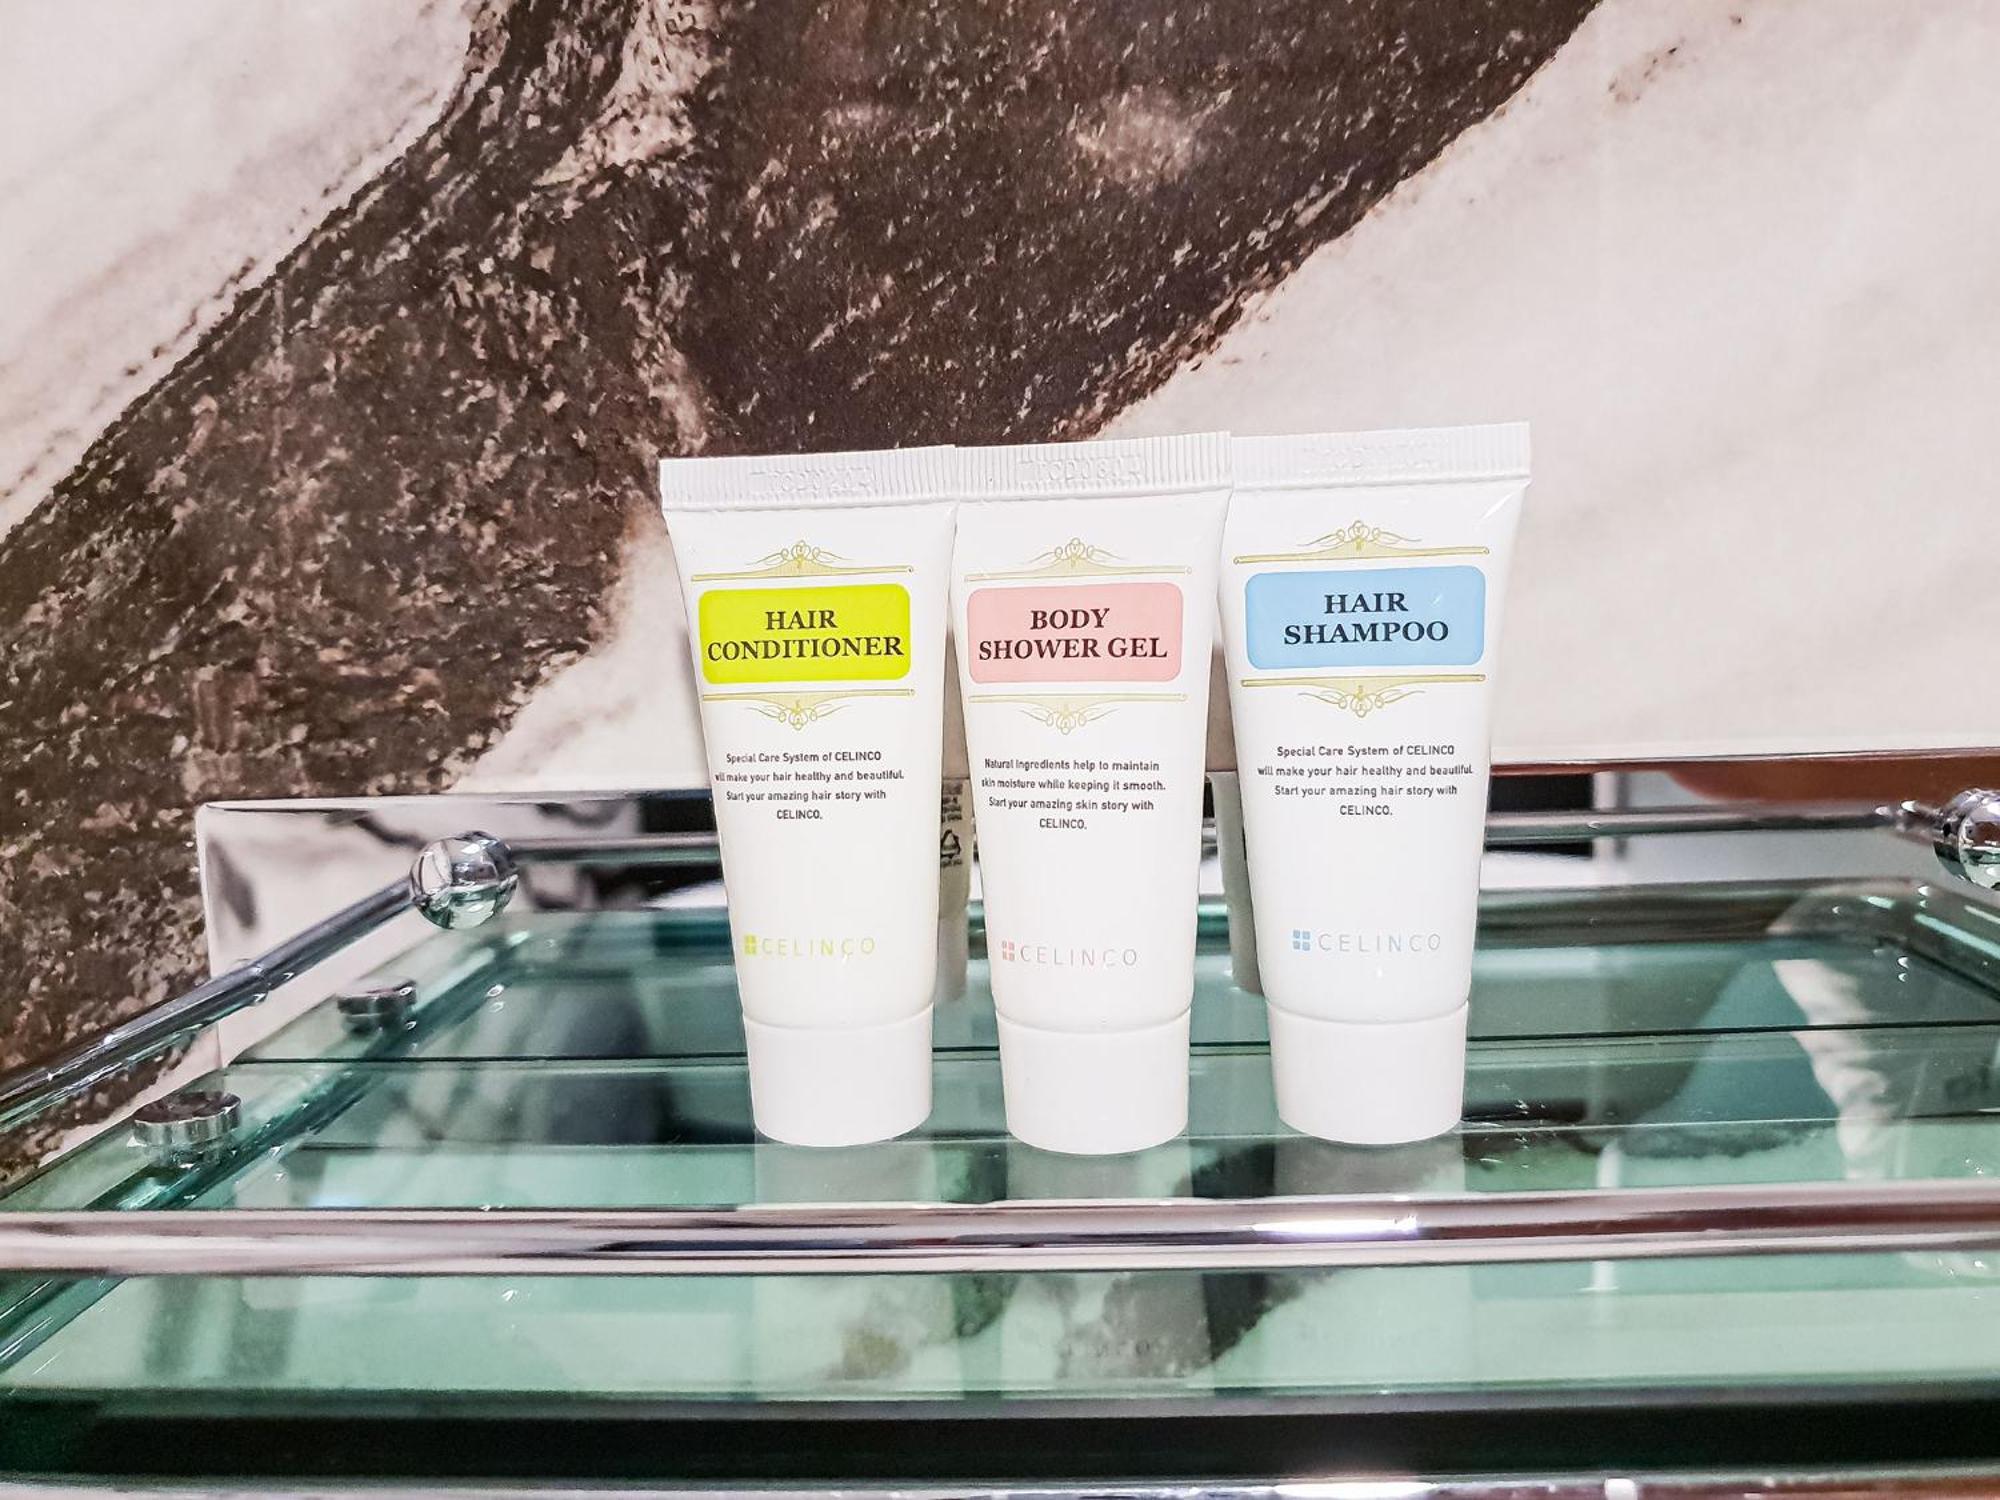 HAIR
CONDITIONER
Special Care System of CELINCO
will make your hair healthy and beautiful.
Start your amazing hair story with
CELINCO.
CELINCO
BODY
SHOWER GEL
Natural Ingredients help to maintain
skin moisture while keeping it smooth.
Start your amazing skin story with
CELINCO.
CELINCO
HAIR
SHAMPOO
Special Care System of CELINCO
will make your hair healthy and beautiful.
Start your amazing hair story with
CELINCO.
CELINCO